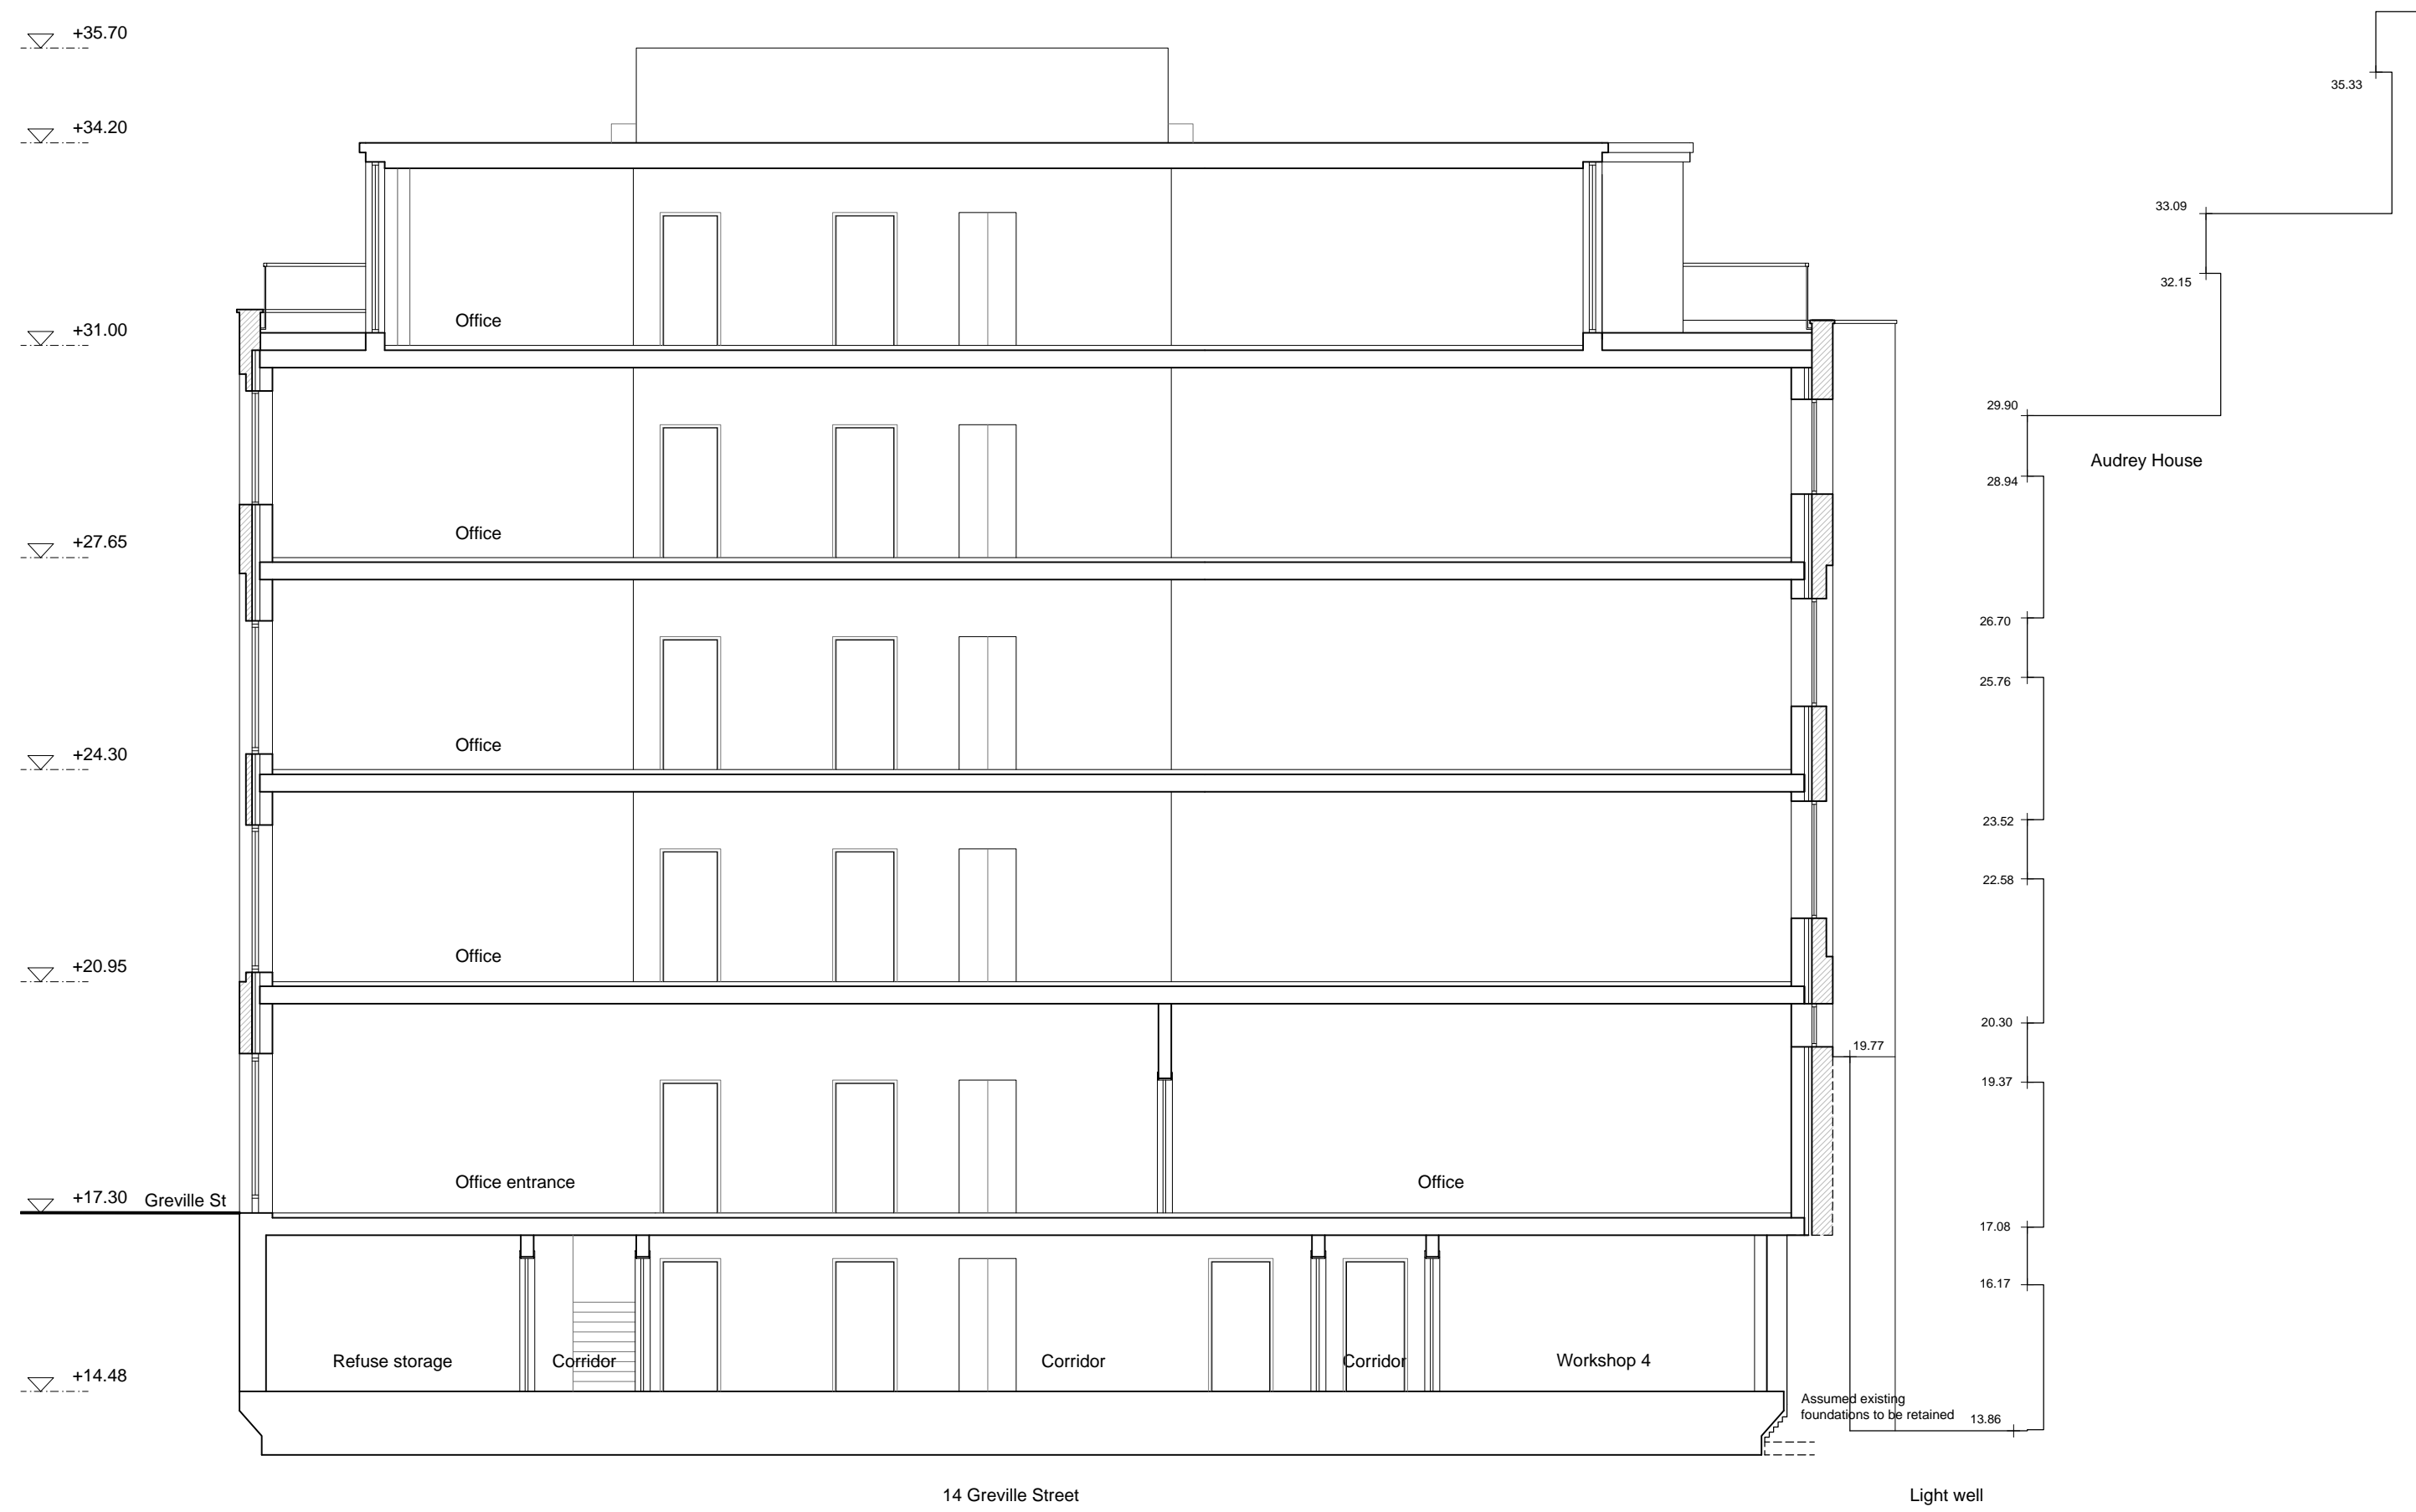 +35.70
35.33
+34.20
33.09
32.15
Office
+31.00
29.90
Audrey House
28.94
Office
+27.65
26.70
25.76
Office
+24.30
23.52
22.58
Office
+20.95
20.30
19.77
19.37
Office entrance
Office
+17.30
Greville St
17.08
16.17
Refuse storage
Corridor
Corridor
Corridor
Workshop 4
+14.48
Assumed existing
foundations to be retained
13.86
14 Greville Street
Light well